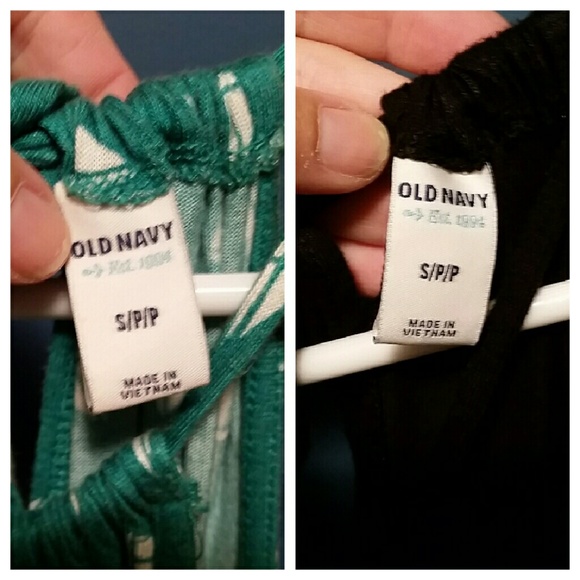 OLD NAVY
Est. 1994
S/P/P
MADE IN
VIETNAM
OLD NAVY
Est. 1994
S/P/P
MADE IN
VIETNAM